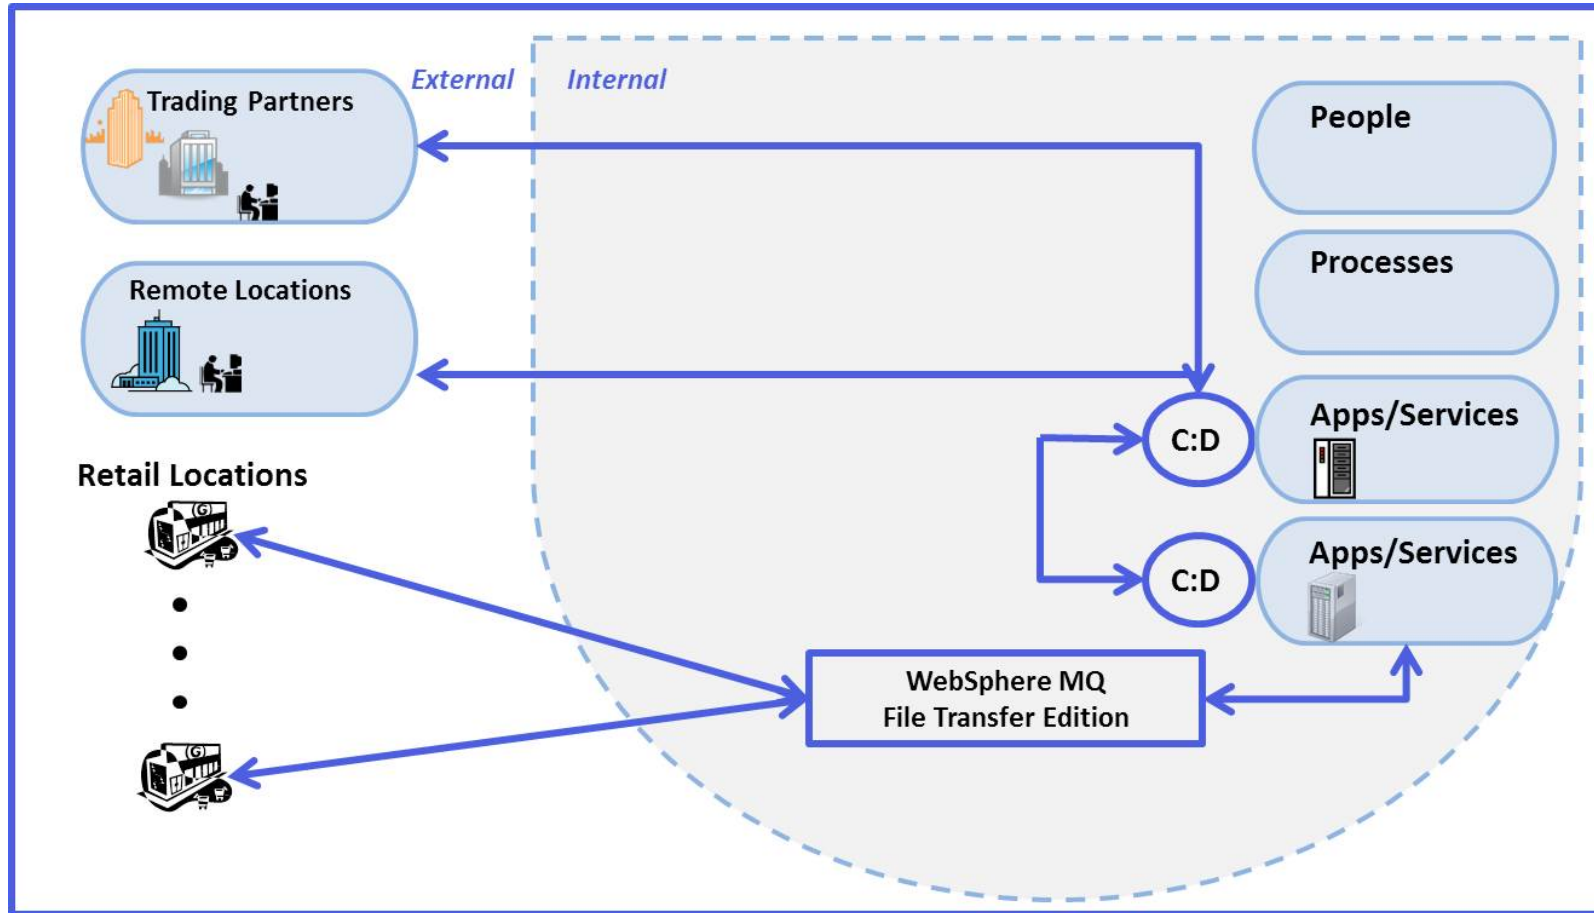 External
Internal
Trading Partners
People
Remote Locations
Processes
Apps/Services
C:D
Retail Locations
G
Apps/Services
C:D
WebSphere MQ
File Transfer Edition
G